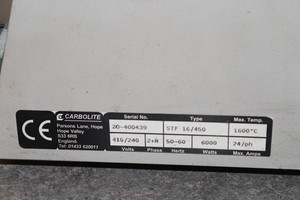 CARBOLITE
Parsons Lane, Hope
Hope Valley
S33 6RB
England.
Tel: 01433 620011
CE
Serial No. Type Max. Temp.
20-400439 STF 16/450 1600°C
415/240 2+N 50-60 6000 24/ph
Volts Phase Hertz Watts Max. Amps